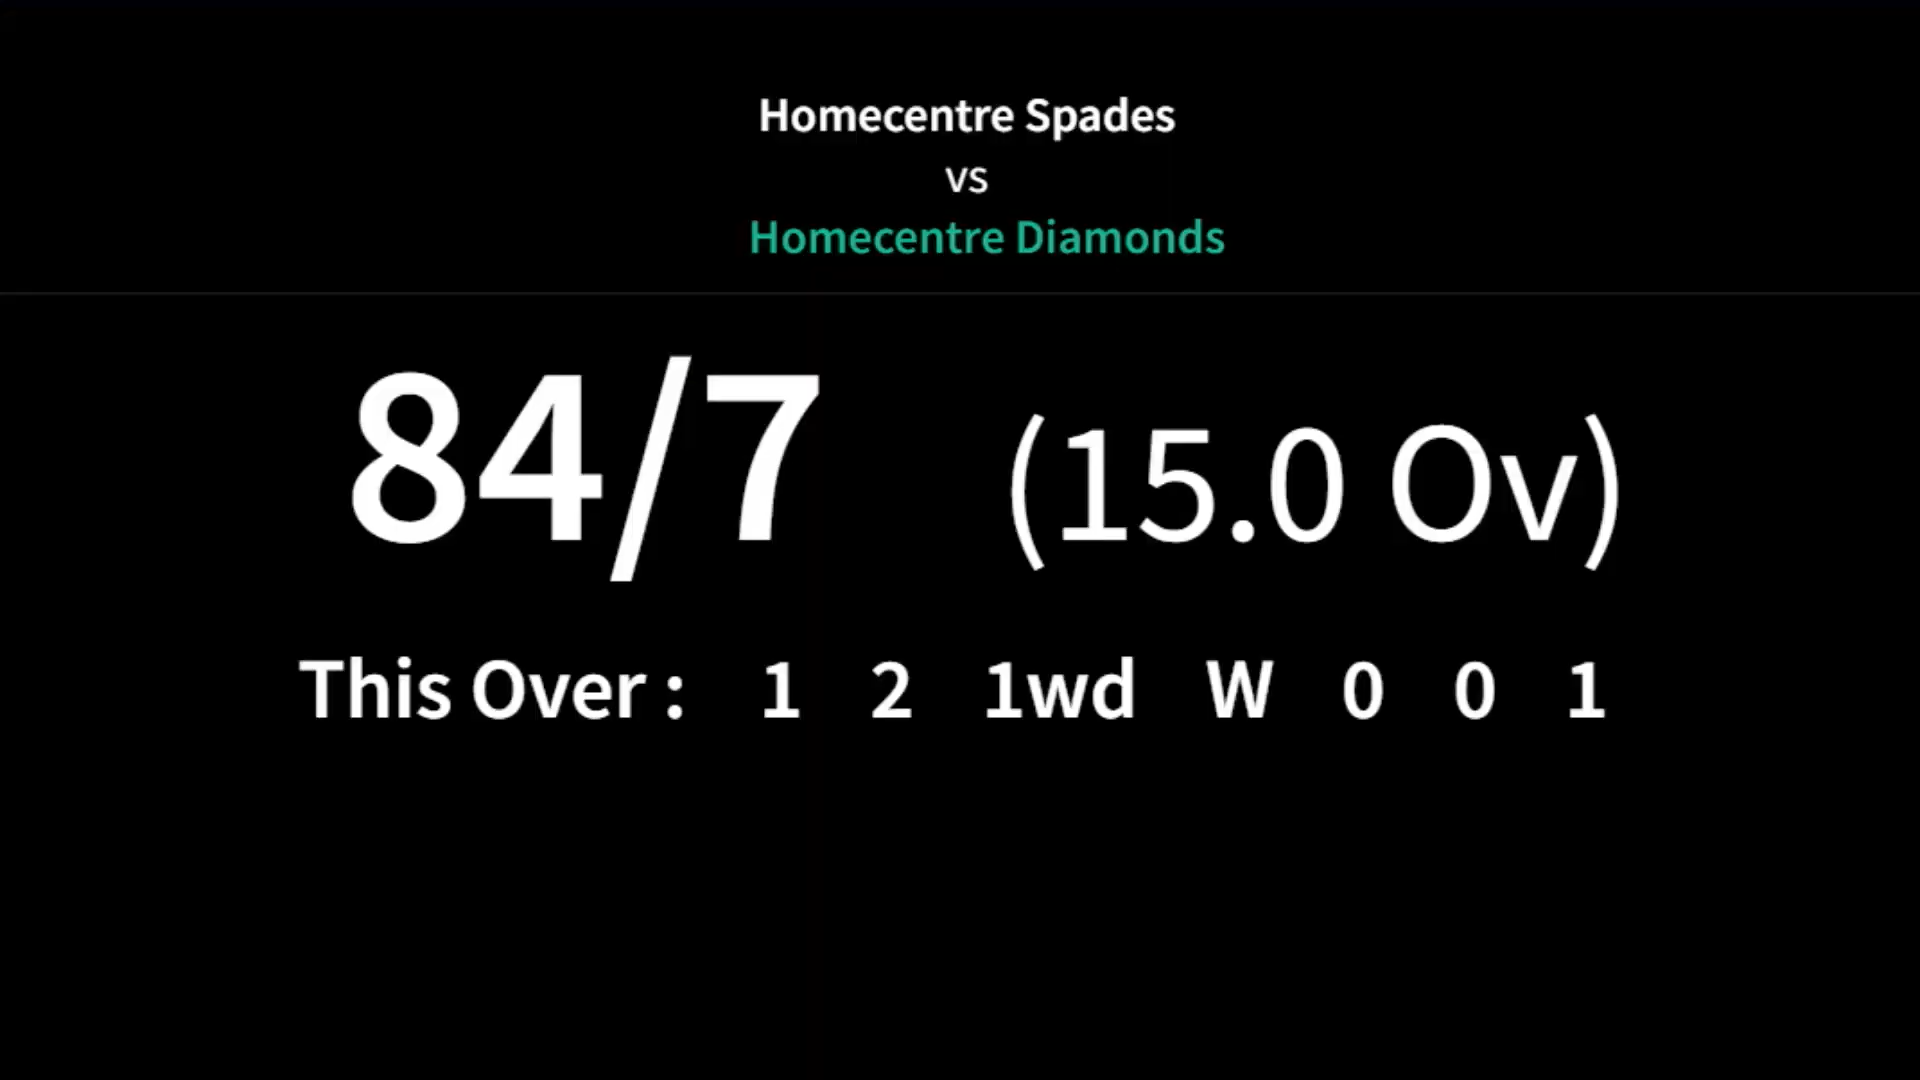 Homecentre Spades
vs
Homecentre Diamonds
84/7 (15.0 Ov)
This Over : 1 2 1wd W 0 0 1